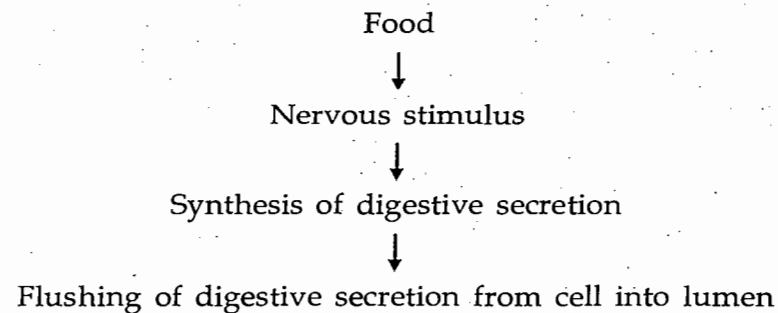 Food
Nervous stimulus
Synthesis of digestive secretion
Flushing of digestive secretion from cell into lumen